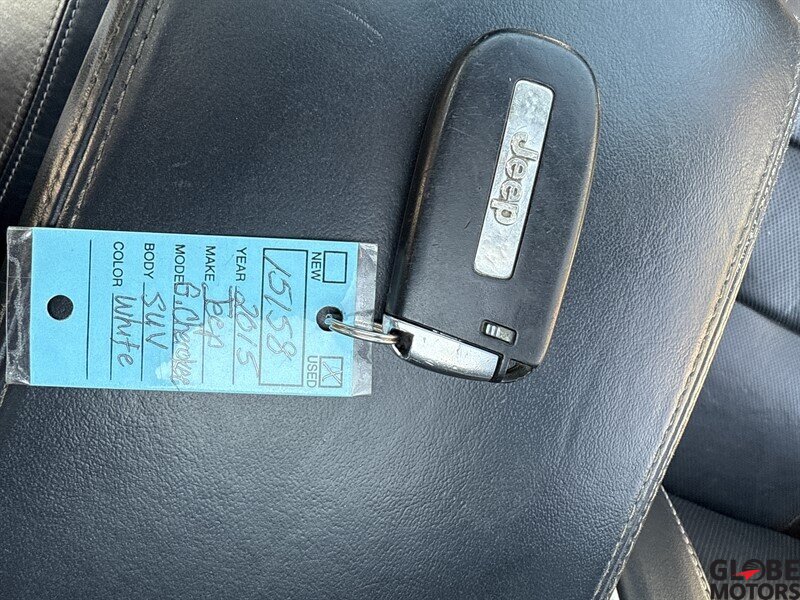 NEW USED X
15158
YEAR 2015
MAKE Jeep
MODEL G. Cherokee
BODY SUV
COLOR White
Jeep
GLOBE
MOTORS